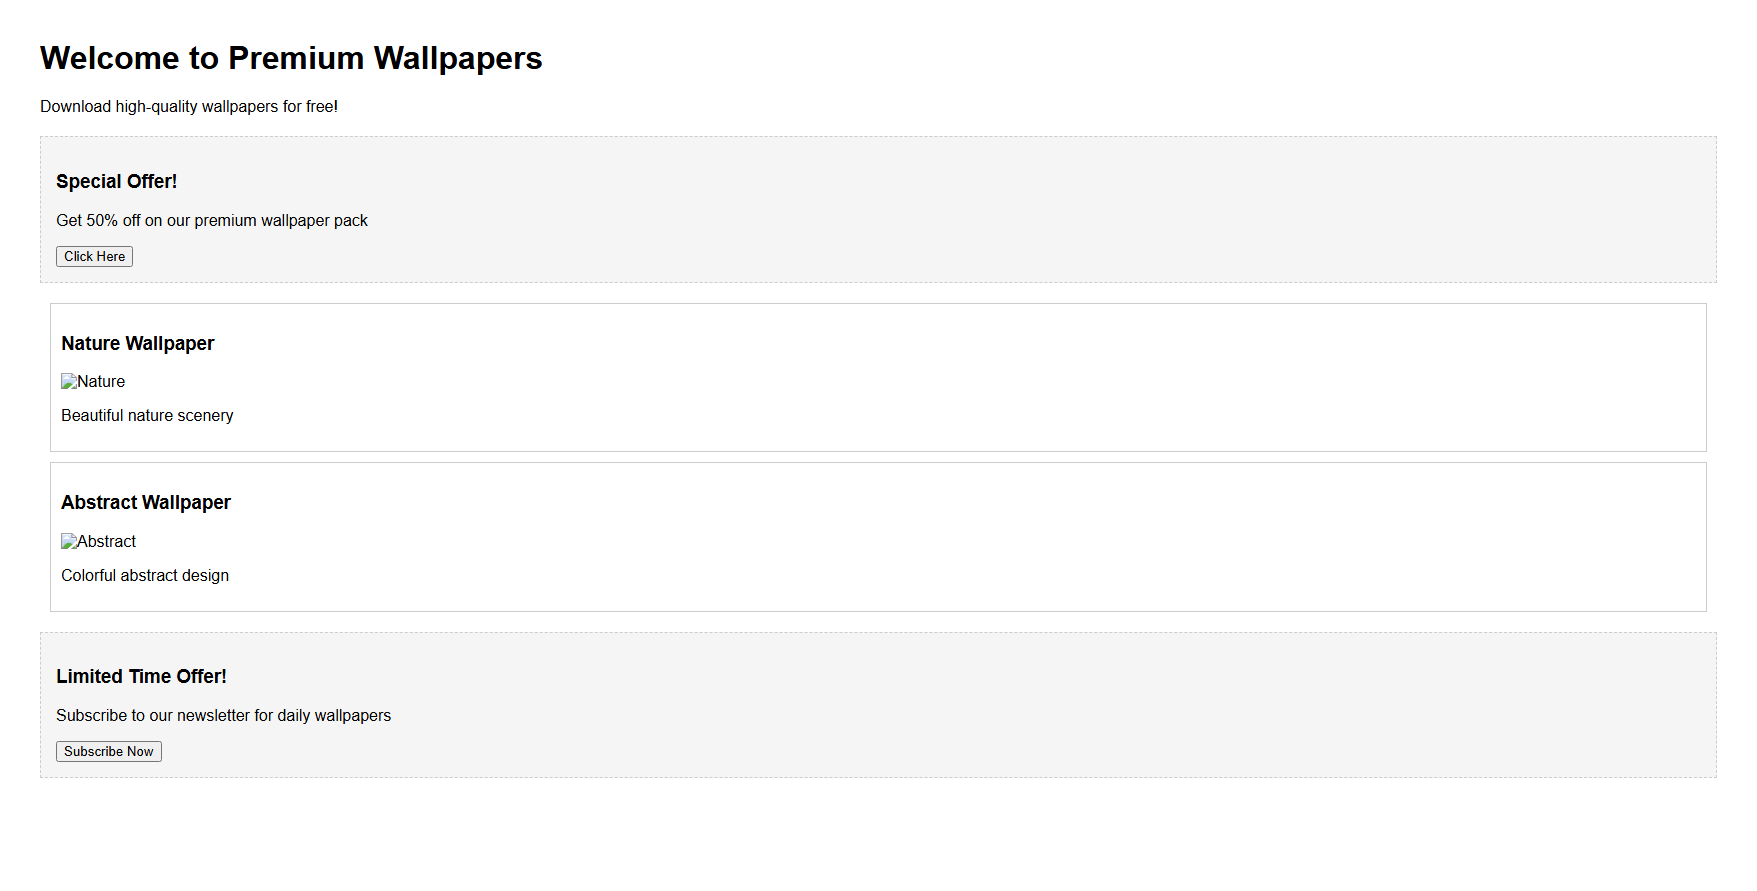 Welcome to Premium Wallpapers
Download high-quality wallpapers for free!
Special Offer!
Get 50% off on our premium wallpaper pack
Click Here
Nature Wallpaper
Nature
Beautiful nature scenery
Abstract Wallpaper
Abstract
Colorful abstract design
Limited Time Offer!
Subscribe to our newsletter for daily wallpapers
Subscribe Now